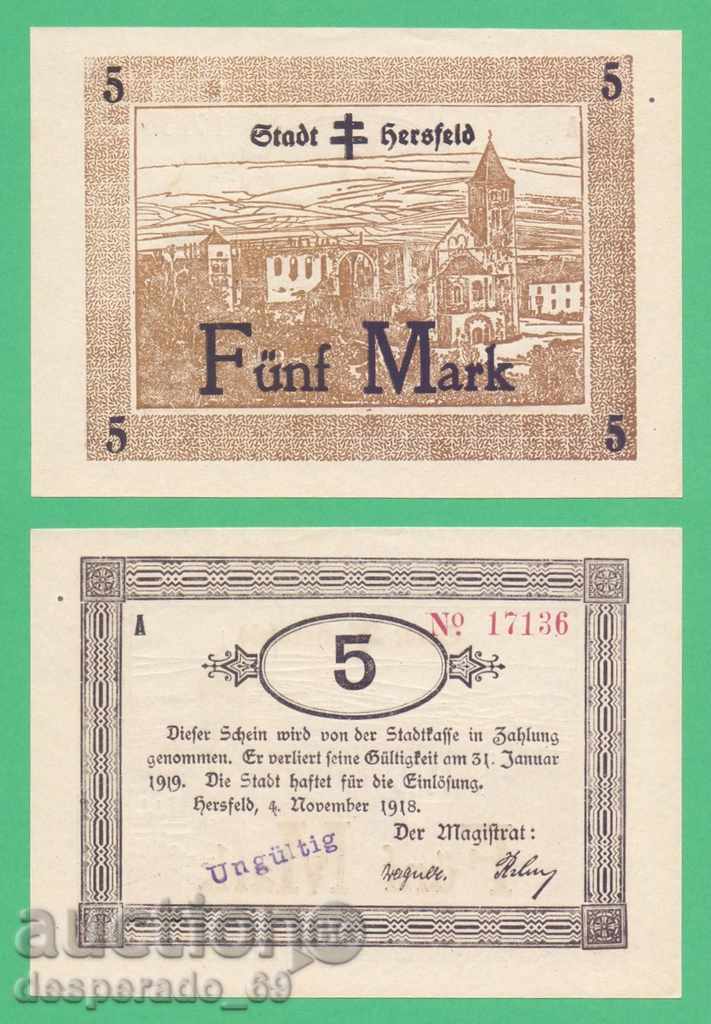 5 5
Stadt Hersfeld
Fünf Mark
5 5
A
No 17136
5
Dieser Schein wird von der Stadtkasse in Zahlung
genommen. Er verliert seine Gültigkeit am 31. Januar
1919. Die Stadt haftet für die Einlösung.
Hersfeld, 4. November 1918.
Der Magistrat:
Ungültig
auction
desperado_69